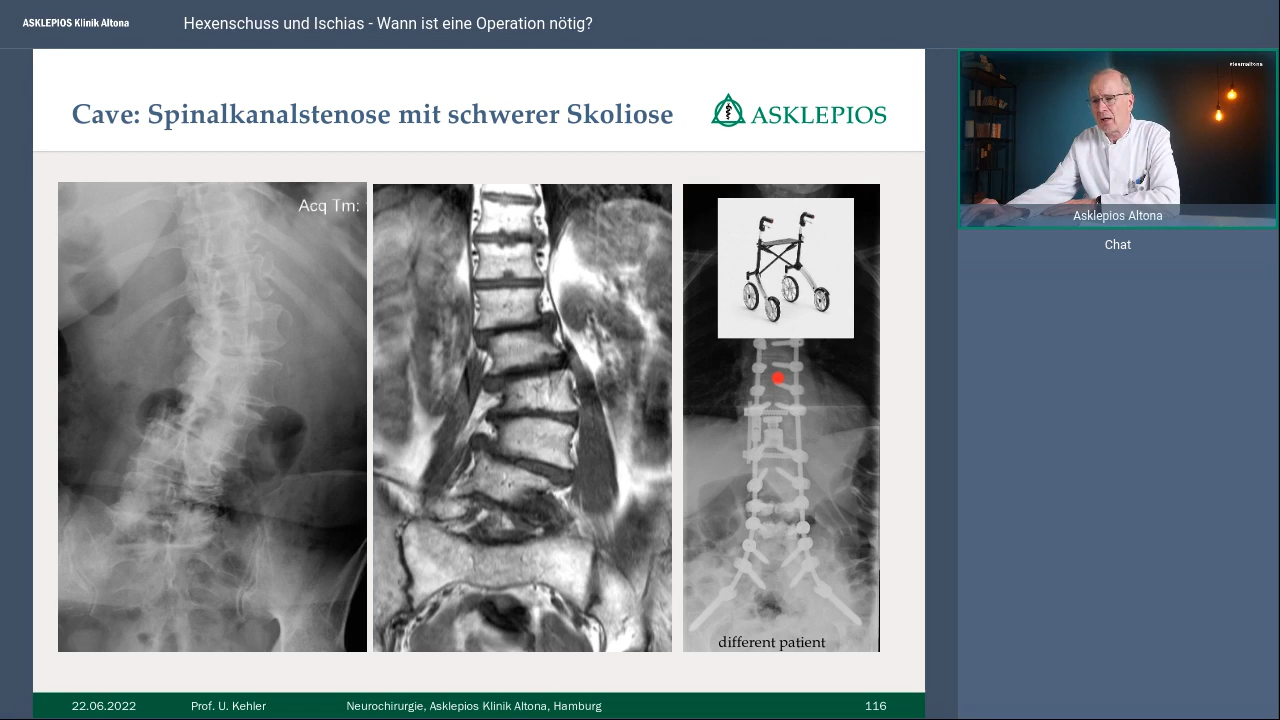 ASKLEPIOS Klinik Altona
Hexenschuss und Ischias - Wann ist eine Operation nötig?
Cave: Spinalkanalstenose mit schwerer Skoliose
ASKLEPIOS
Acq Tm:
different patient
22.06.2022 Prof. U. Kehler Neurochirurgie, Asklepios Klinik Altona, Hamburg 116
#teamaltona
Asklepios Altona
Chat